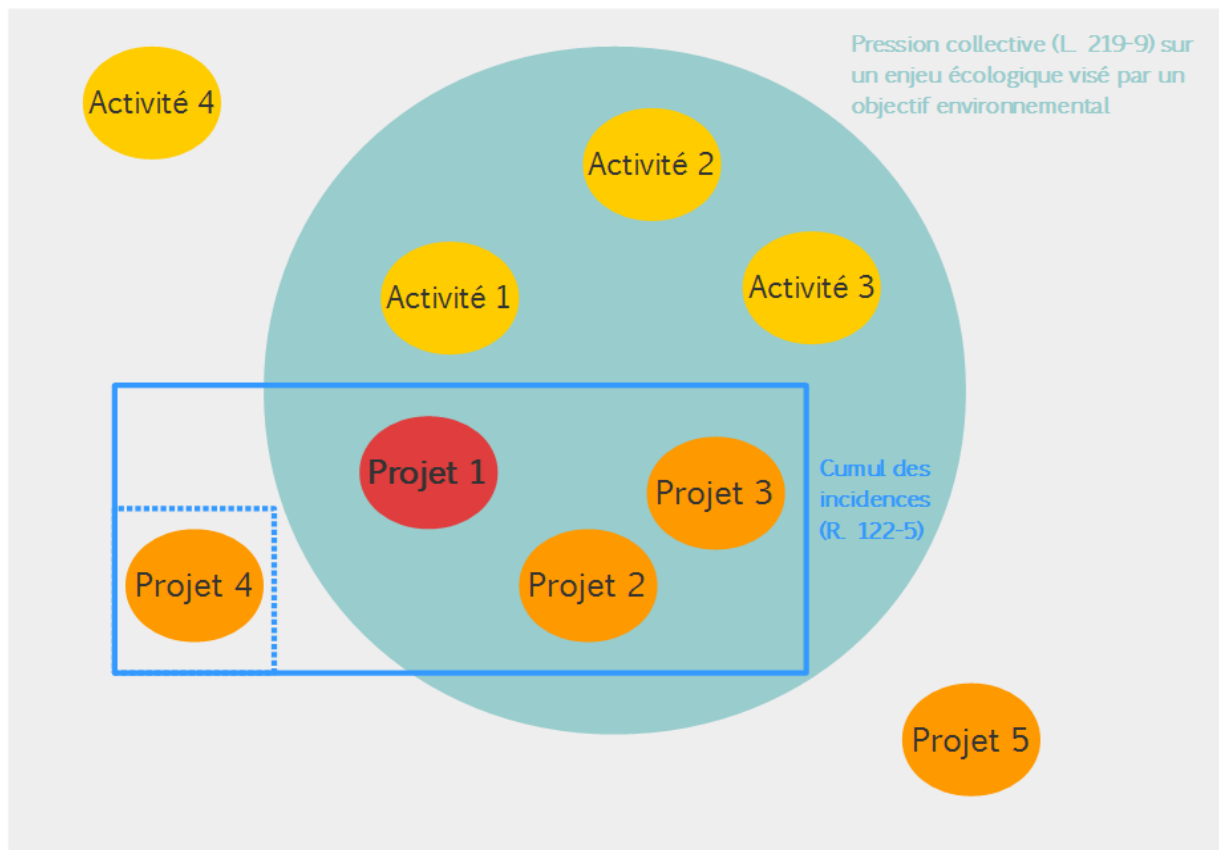 Pression collective (L. 219-9) sur
un enjeu écologique visé par un
objectif environnemental
Activité 4
Activité 2
Activité 1
Activité 3
Projet 1
Projet 3
Cumul des
incidences
(R. 122-5)
Projet 4
Projet 2
Projet 5